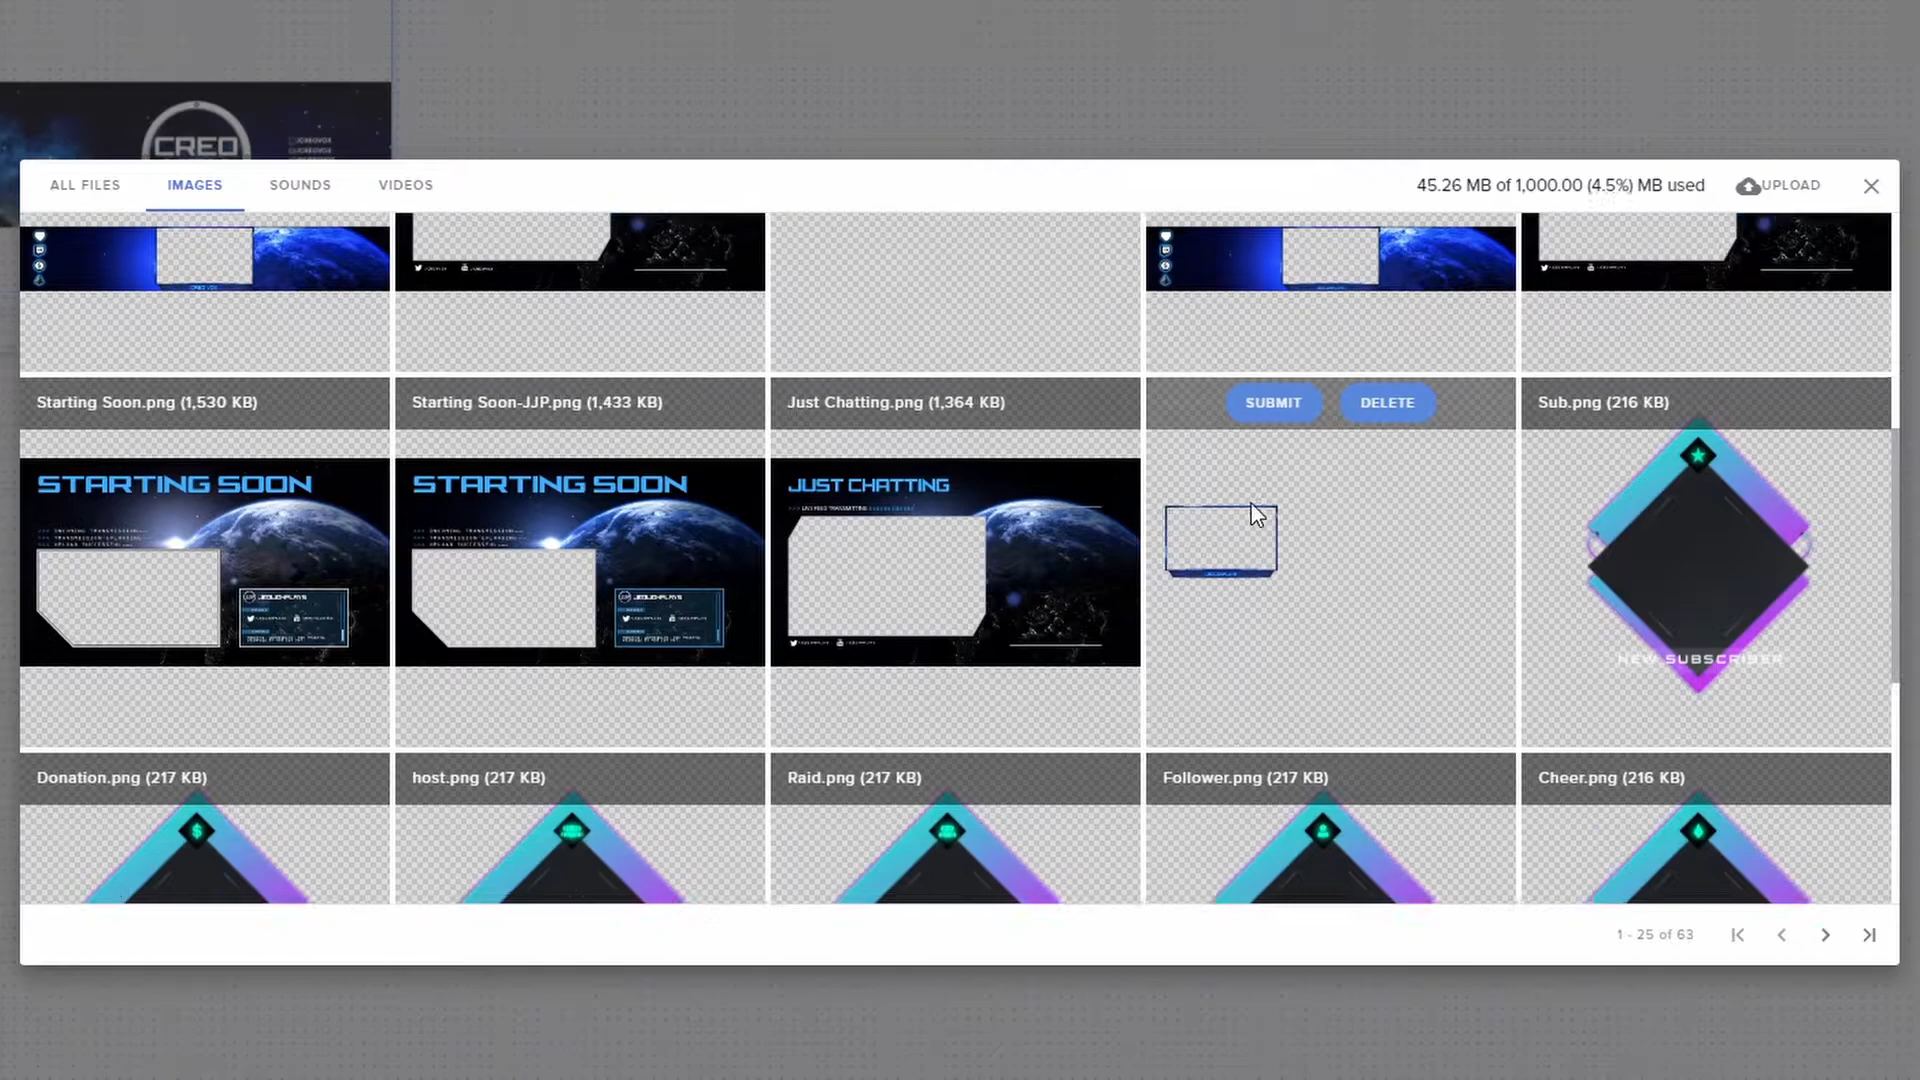 CREO
ALL FILES IMAGES SOUNDS VIDEOS 45.26 MB of 1,000.00 (4.5%) MB used UPLOAD
Starting Soon.png (1,530 KB) Starting Soon-JJP.png (1,433 KB) Just Chatting.png (1,364 KB) SUBMIT DELETE Sub.png (216 KB)
STARTING SOON STARTING SOON JUST CHATTING
NEW SUBSCRIBER
Donation.png (217 KB) host.png (217 KB) Raid.png (217 KB) Follower.png (217 KB) Cheer.png (216 KB)
1 - 25 of 63